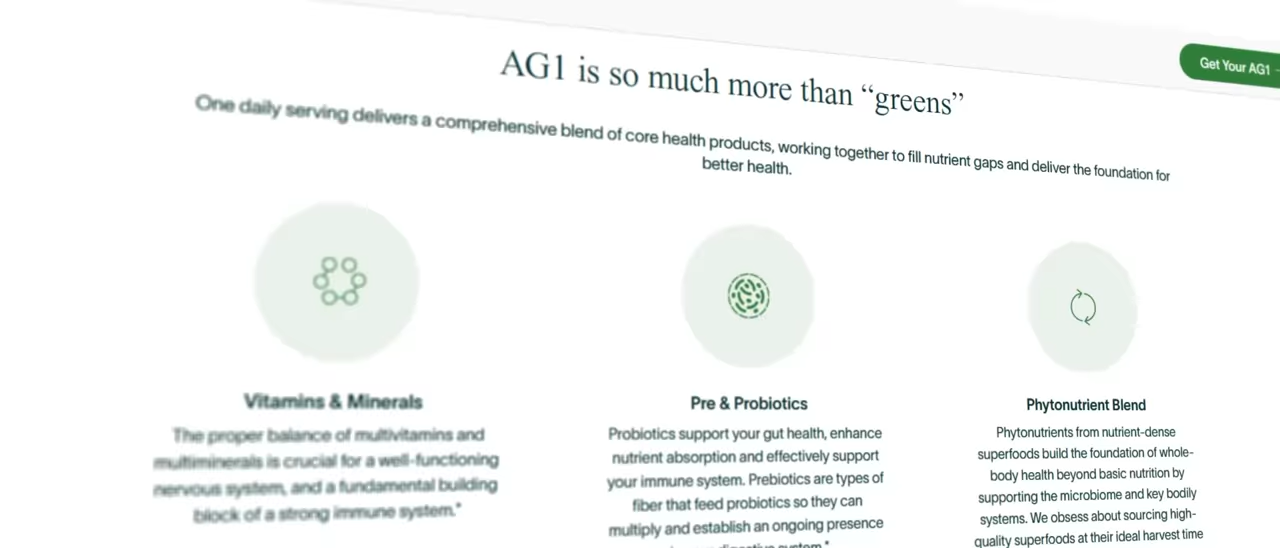 Get Your AG1
AG1 is so much more than “greens”
One daily serving delivers a comprehensive blend of core health products, working together to fill nutrient gaps and deliver the foundation for
better health.
Vitamins & Minerals
The proper balance of multivitamins and
multiminerals is crucial for a well-functioning
nervous system, and a fundamental building
block of a strong immune system.*
Pre & Probiotics
Probiotics support your gut health, enhance
nutrient absorption and effectively support
your immune system. Prebiotics are types of
fiber that feed probiotics so they can
multiply and establish an ongoing presence
system.*
Phytonutrient Blend
Phytonutrients from nutrient-dense
superfoods build the foundation of whole-
body health beyond basic nutrition by
supporting the microbiome and key bodily
systems. We obsess about sourcing high-
quality superfoods at their ideal harvest time